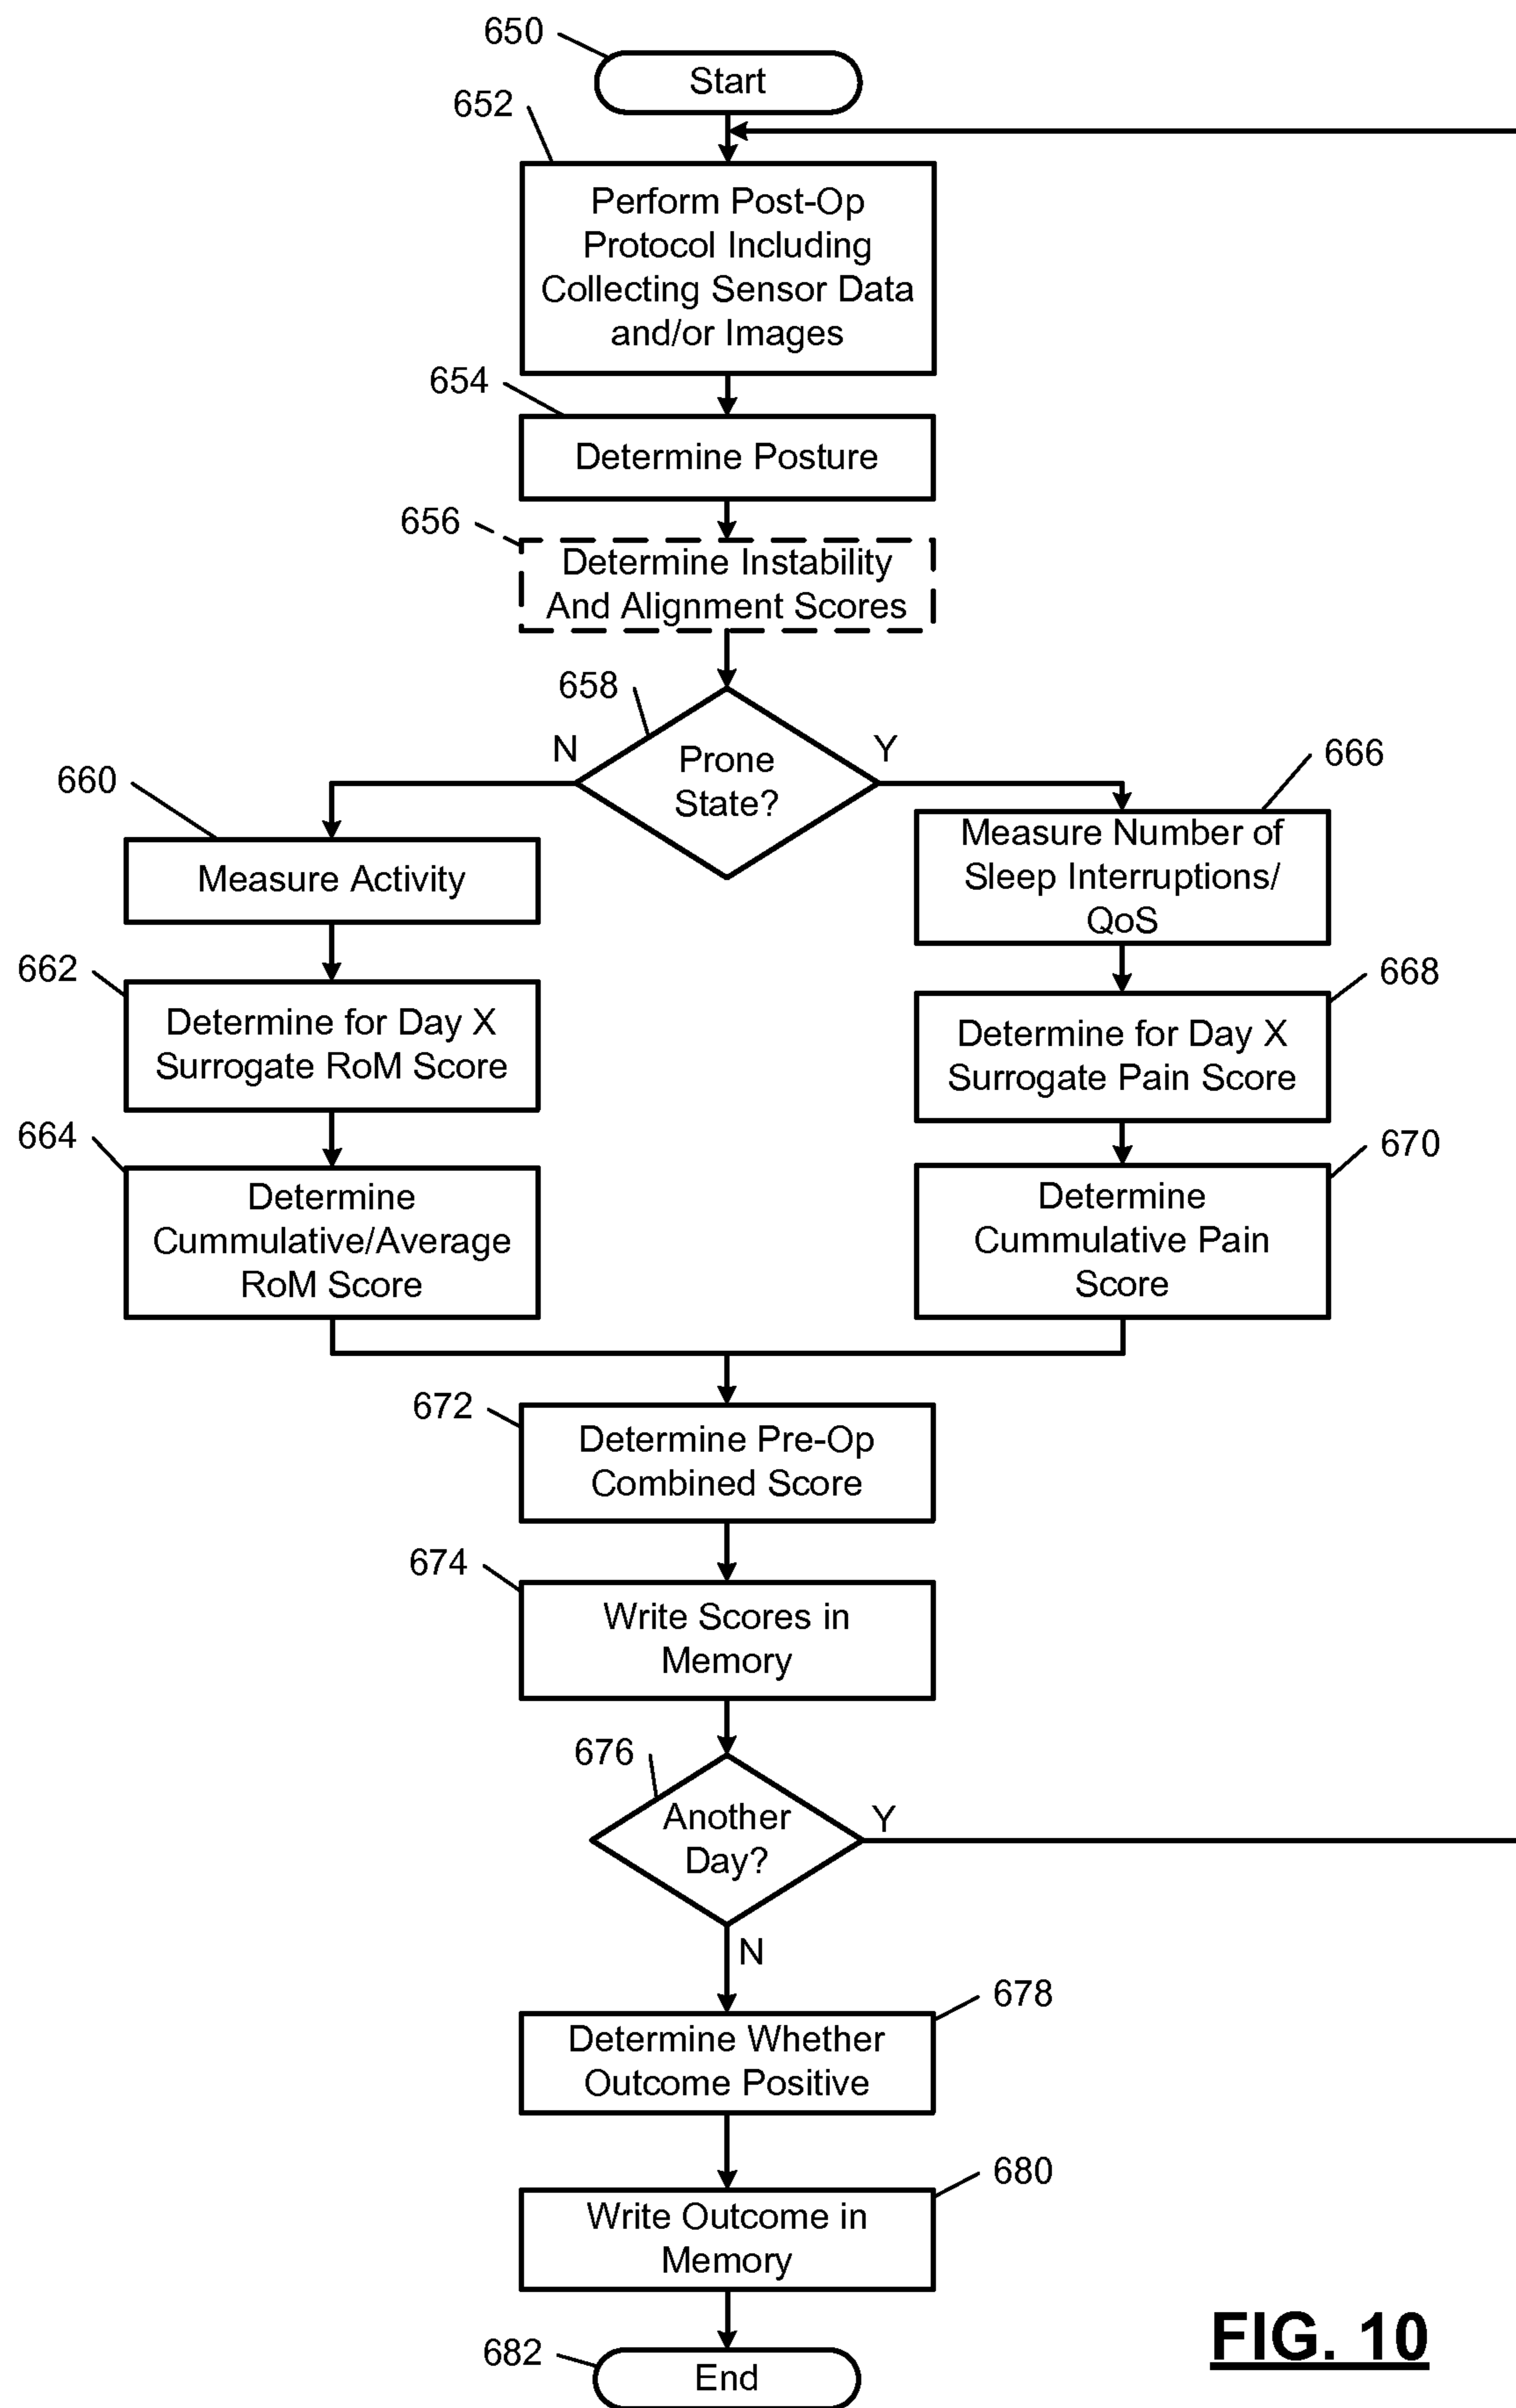 650
Start
652
Perform Post-Op
Protocol Including
Collecting Sensor Data
and/or Images
654
Determine Posture
656
Determine Instability
And Alignment Scores
658
Prone
State?
N
Y
660
Measure Activity
662
Determine for Day X
Surrogate RoM Score
664
Determine
Cummulative/Average
RoM Score
666
Measure Number of
Sleep Interruptions/
QoS
668
Determine for Day X
Surrogate Pain Score
670
Determine
Cummulative Pain
Score
672
Determine Pre-Op
Combined Score
674
Write Scores in
Memory
676
Another
Day?
Y
N
678
Determine Whether
Outcome Positive
680
Write Outcome in
Memory
682
End
FIG. 10